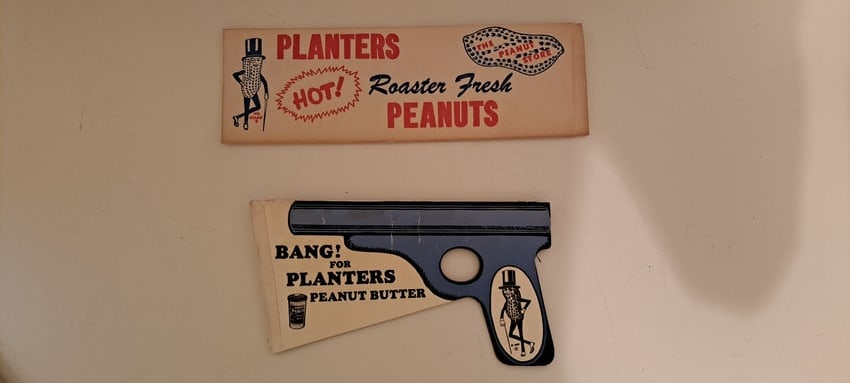 PLANTERS
THE PEANUT STORE
HOT!
Roaster Fresh
PEANUTS
BANG!
FOR
PLANTERS
PEANUT BUTTER